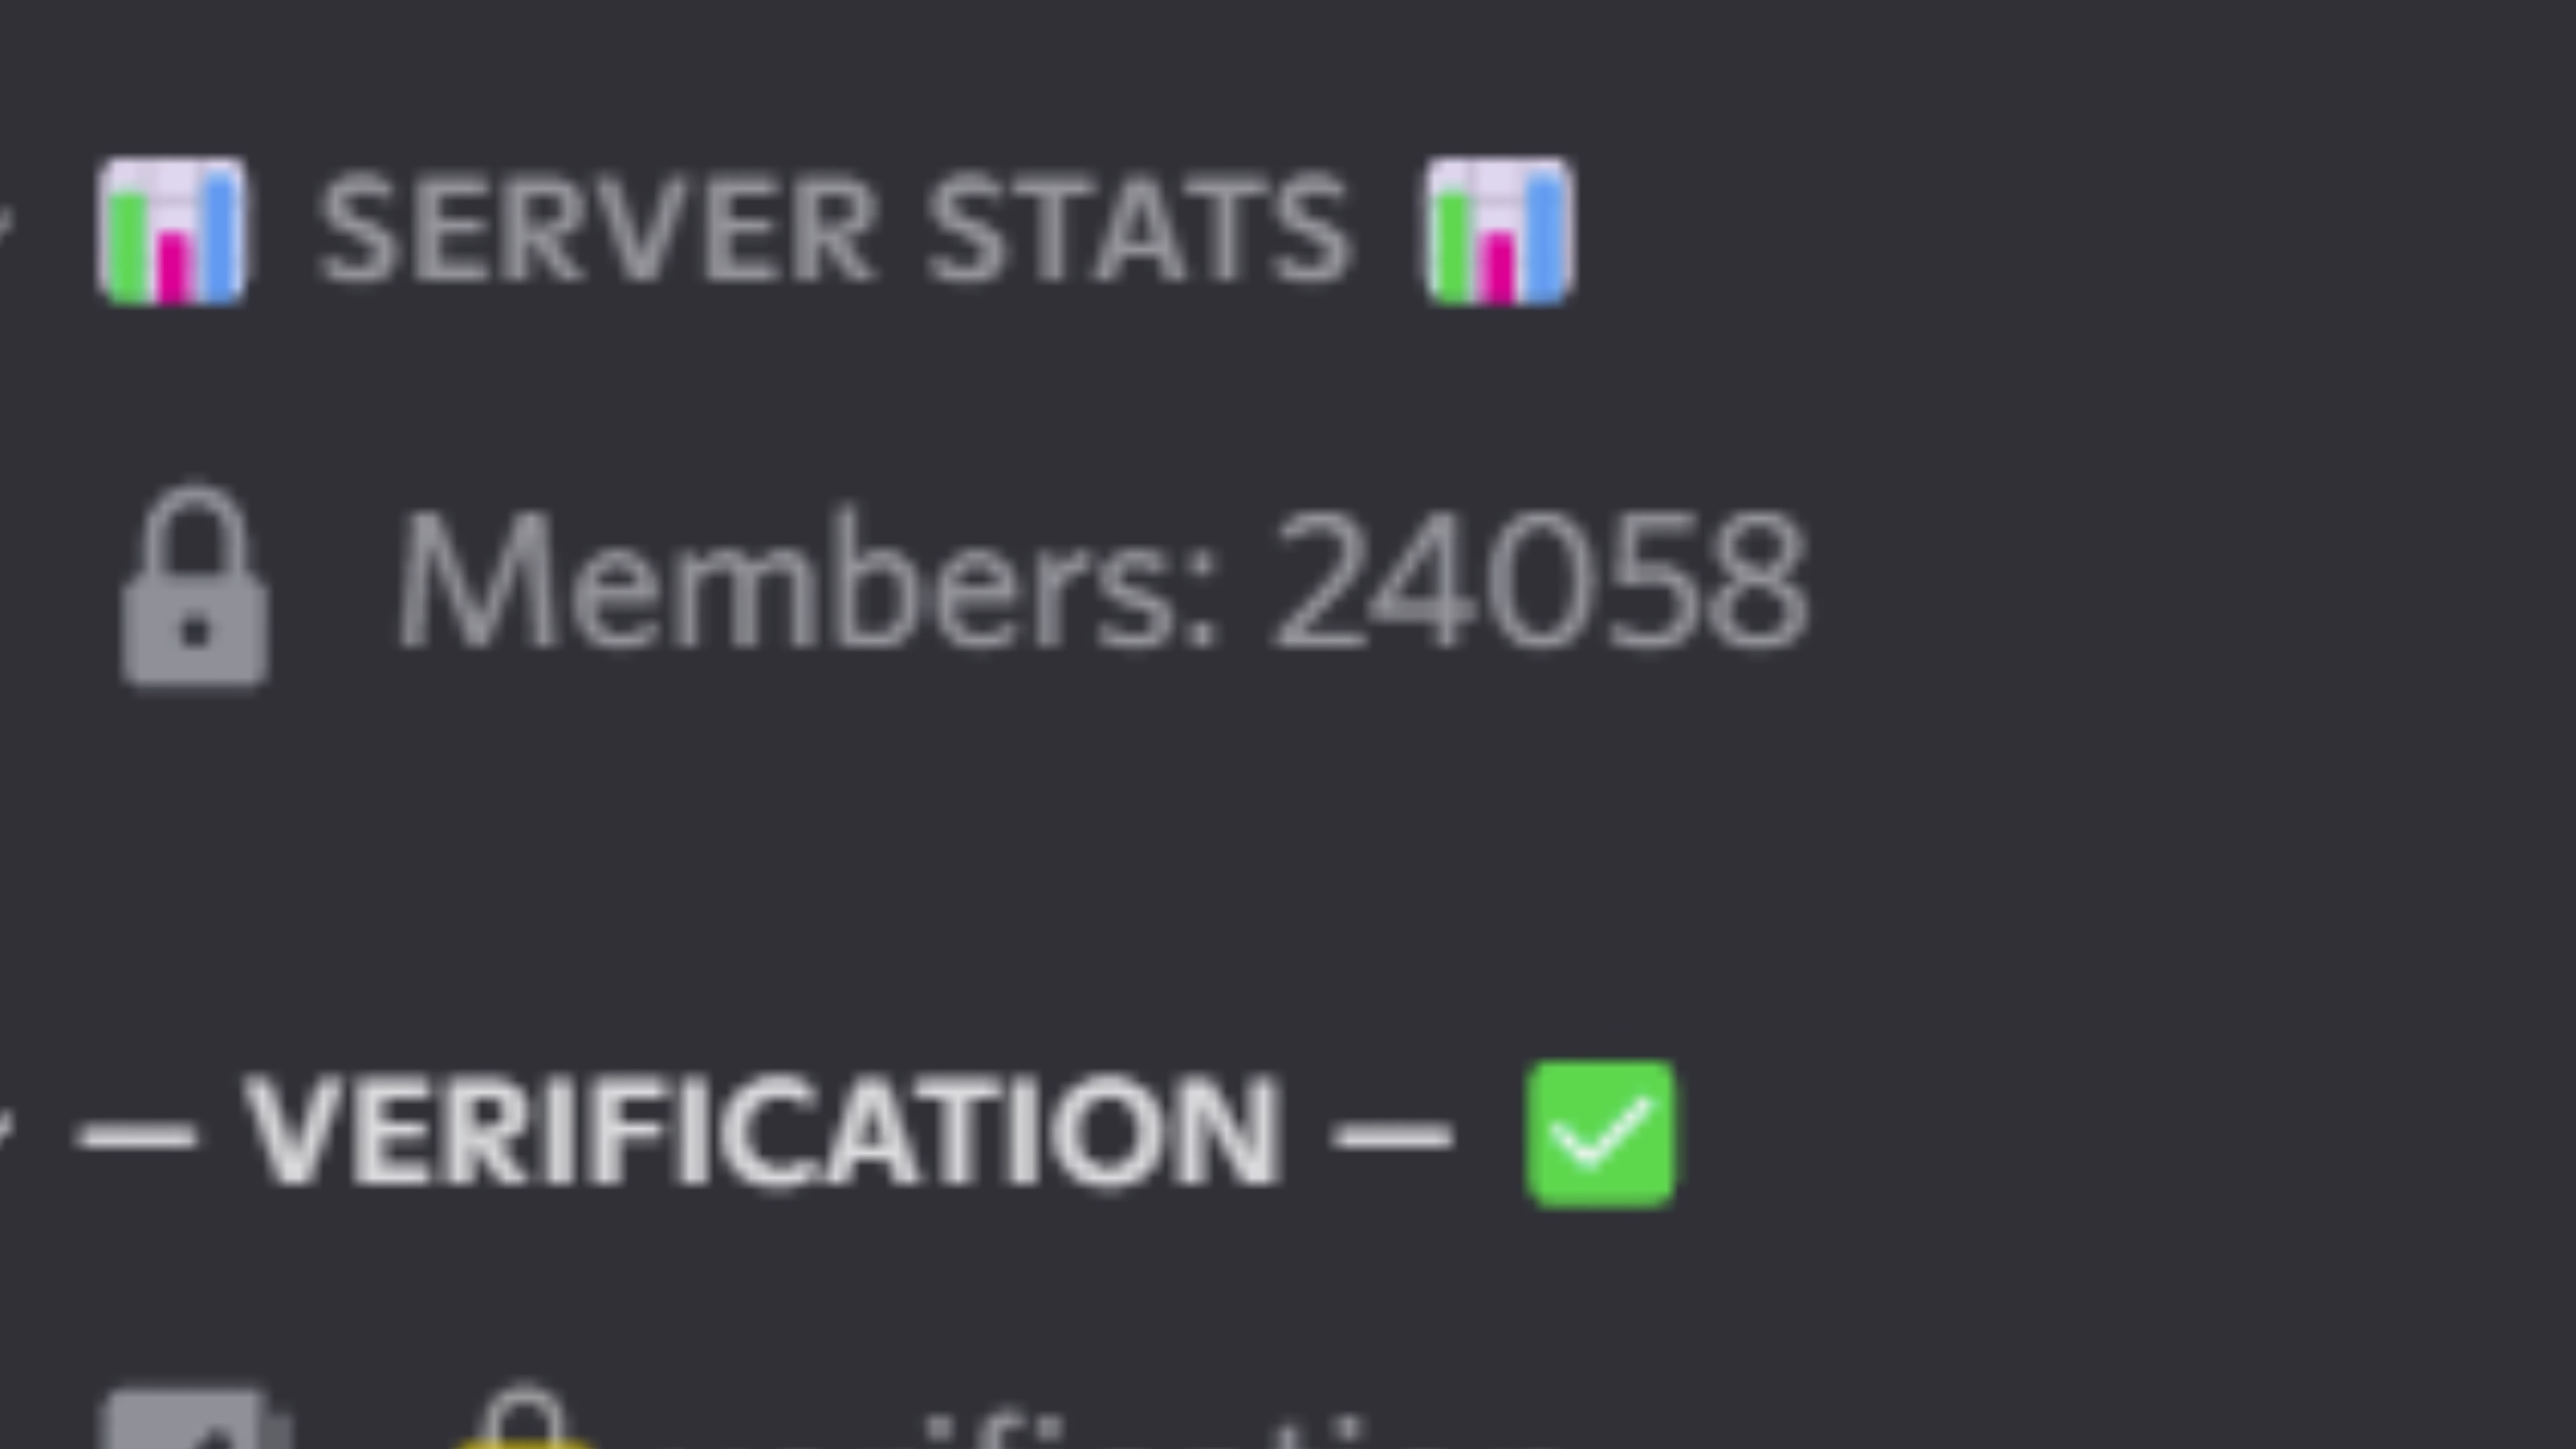 📊 SERVER STATS 📊
Members: 24058
— VERIFICATION — ✅